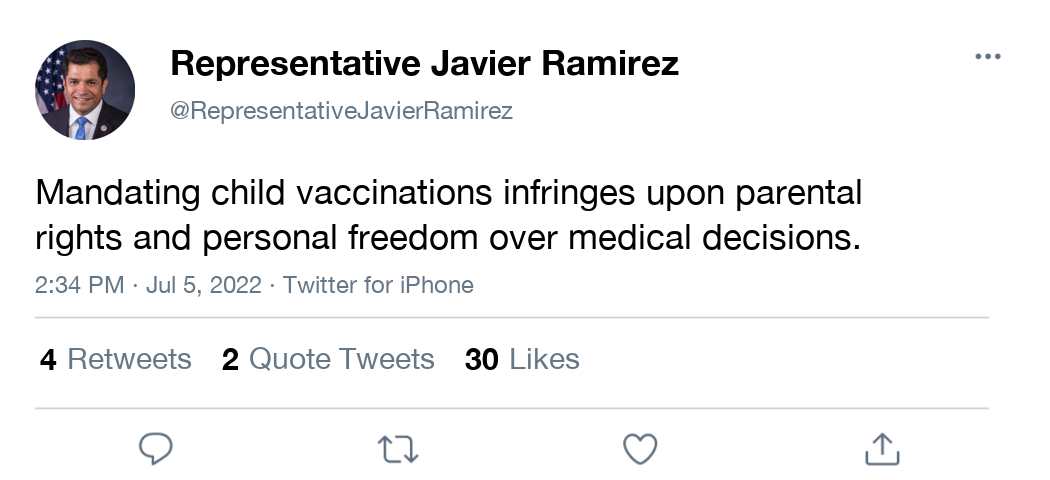 Representative Javier Ramirez
@RepresentativeJavierRamirez
Mandating child vaccinations infringes upon parental
rights and personal freedom over medical decisions.
2:34 PM · Jul 5, 2022 · Twitter for iPhone
4 Retweets 2 Quote Tweets 30 Likes